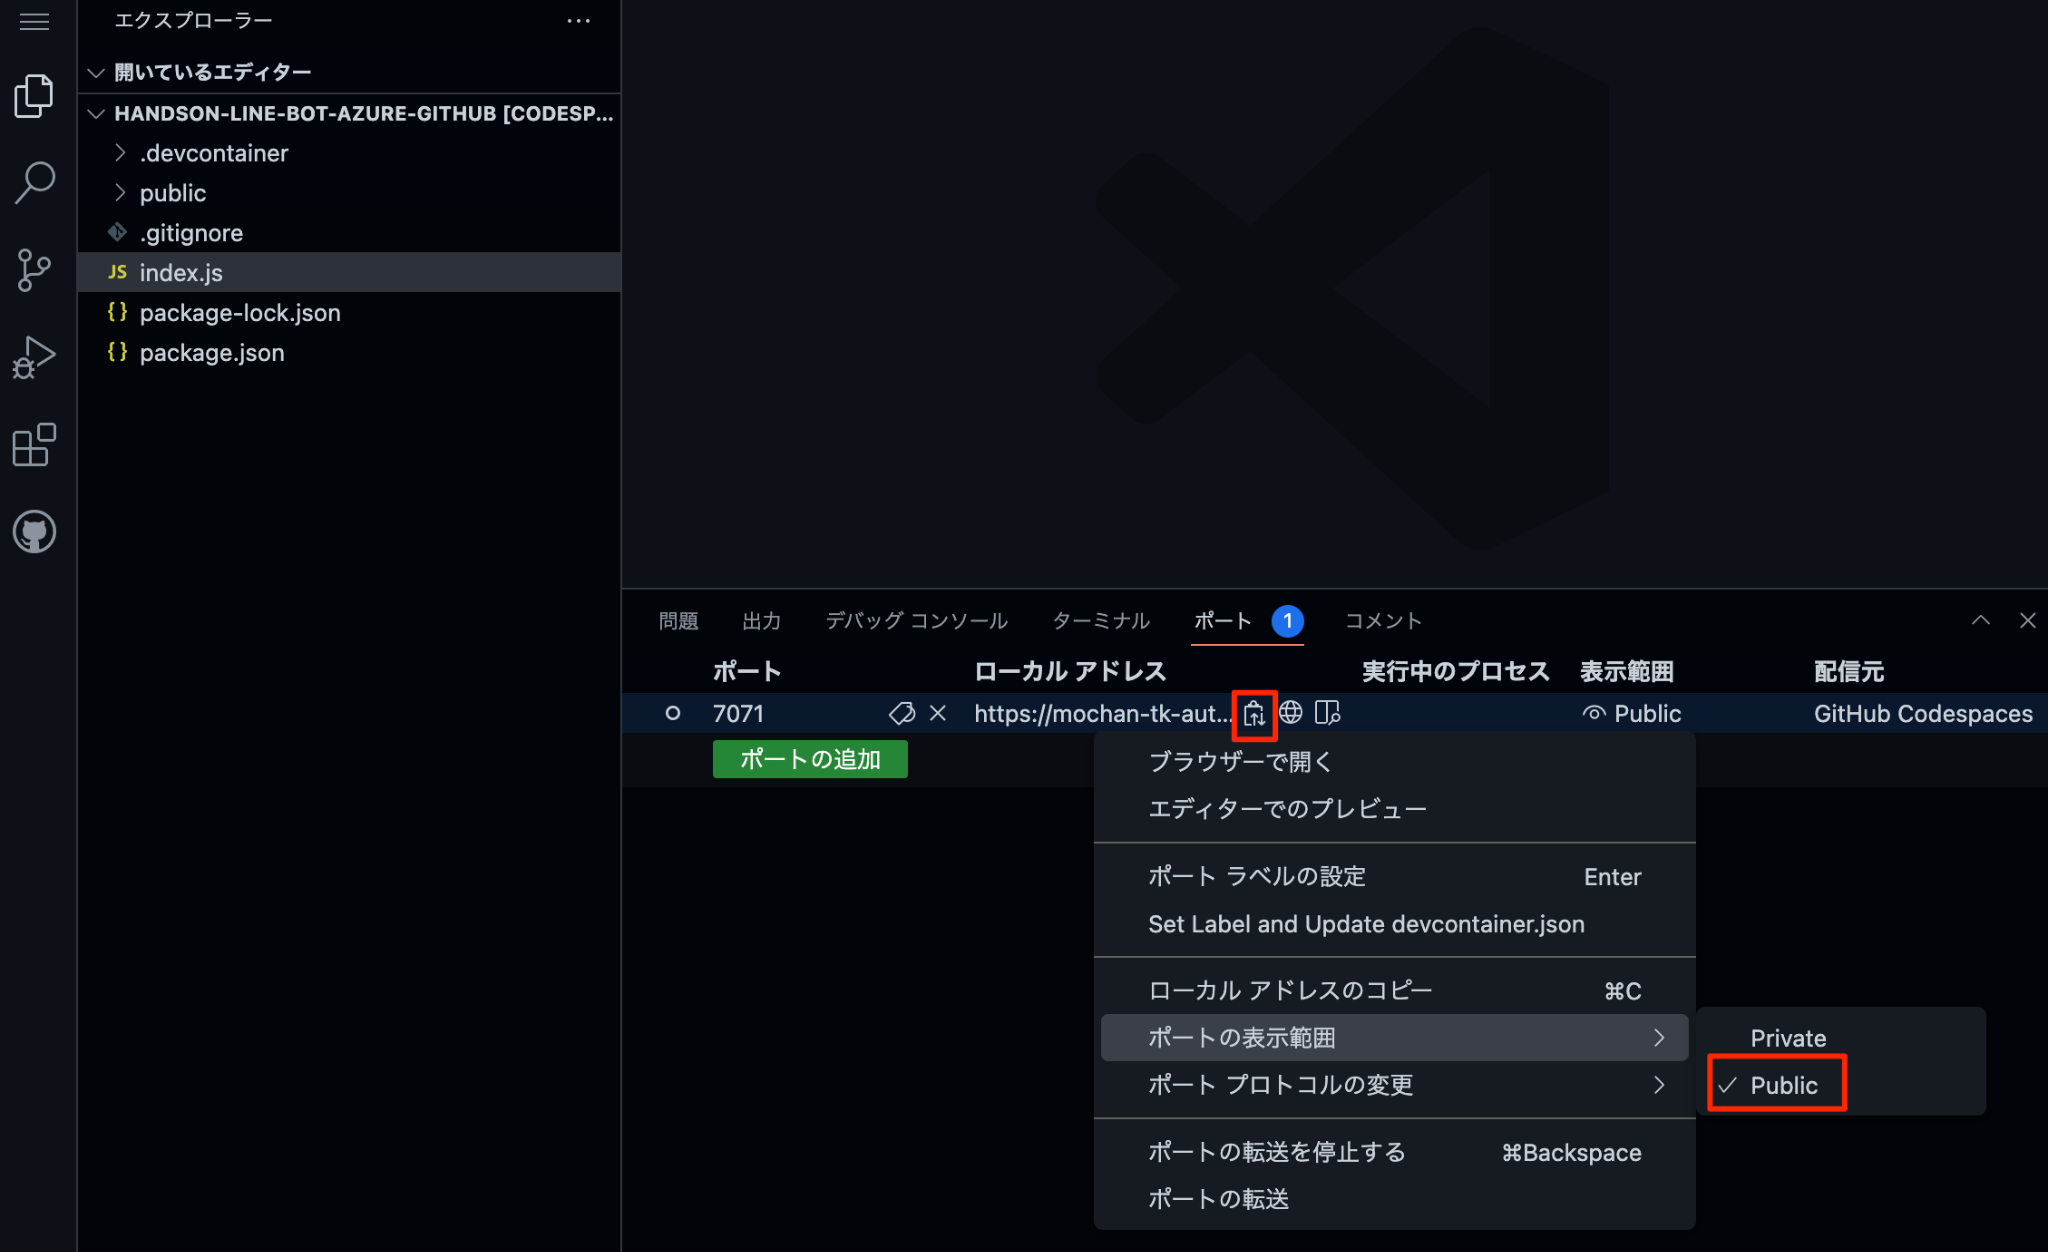 エクスプローラー
開いているエディター
HANDSON-LINE-BOT-AZURE-GITHUB [CODESP...
.devcontainer
public
.gitignore
JS index.js
{} package-lock.json
{} package.json
問題 出力 デバッグ コンソール ターミナル ポート 1 コメント
ポート ローカル アドレス 実行中のプロセス 表示範囲 配信元
7071 https://mochan-tk-aut... Public GitHub Codespaces
ポートの追加
ブラウザーで開く
エディターでのプレビュー
ポート ラベルの設定 Enter
Set Label and Update devcontainer.json
ローカル アドレスのコピー ⌘C
ポートの表示範囲
Private
ポート プロトコルの変更
Public
ポートの転送を停止する ⌘Backspace
ポートの転送